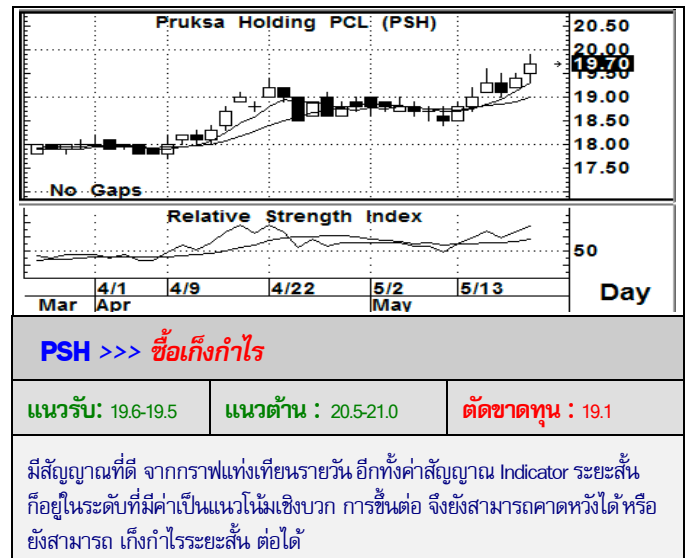 Pruksa Holding PCL (PSH)
20.50
20.00
19.70
19.50
19.00
18.50
18.00
17.50
No Gaps
Relative Strength Index
50
4/1 4/9 4/22 5/2 5/13
Mar Apr May
Day
PSH >>> ซื้อเก็งกำไร
แนวรับ: 19.6-19.5 แนวต้าน : 20.5-21.0 ตัดขาดทุน : 19.1
มีสัญญาณที่ดี จากกราฟแท่งเทียนรายวัน อีกทั้งค่าสัญญาณ Indicator ระยะสั้น
ก็อยู่ในระดับที่มีค่าเป็นแนวโน้มเชิงบวก การขึ้นต่อ จึงยังสามารถคาดหวังได้ หรือ
ยังสามารถ เก็งกำไรระยะสั้น ต่อได้